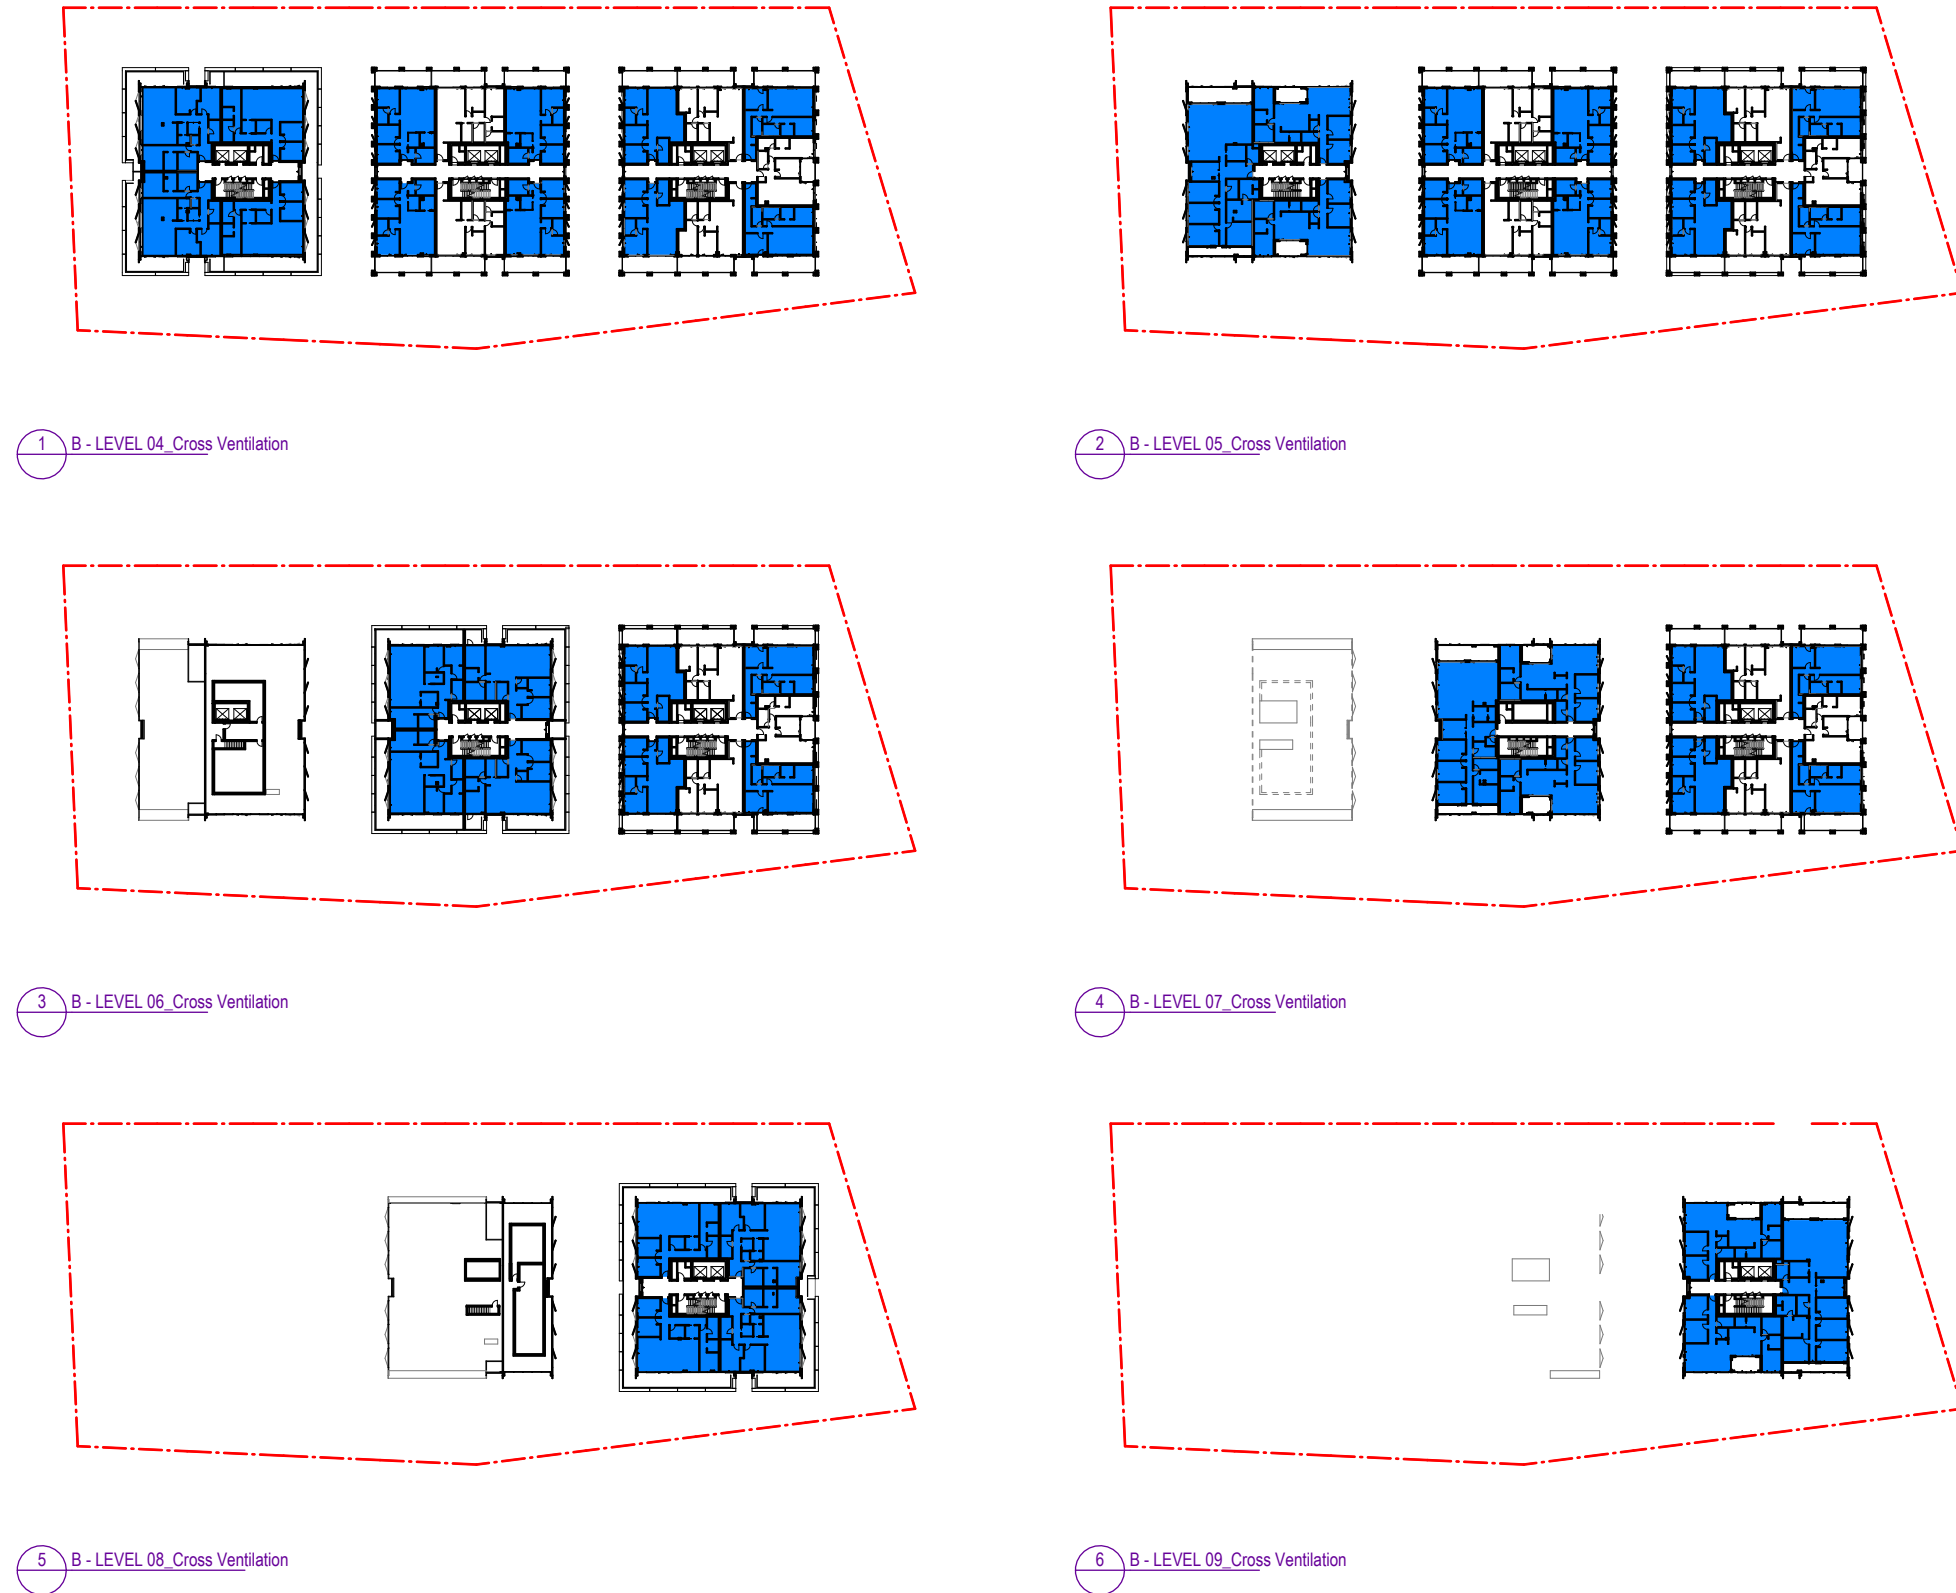 1 B - LEVEL 04_Cross Ventilation
2 B - LEVEL 05_Cross Ventilation
3 B - LEVEL 06_Cross Ventilation
4 B - LEVEL 07_Cross Ventilation
5 B - LEVEL 08_Cross Ventilation
6 B - LEVEL 09_Cross Ventilation